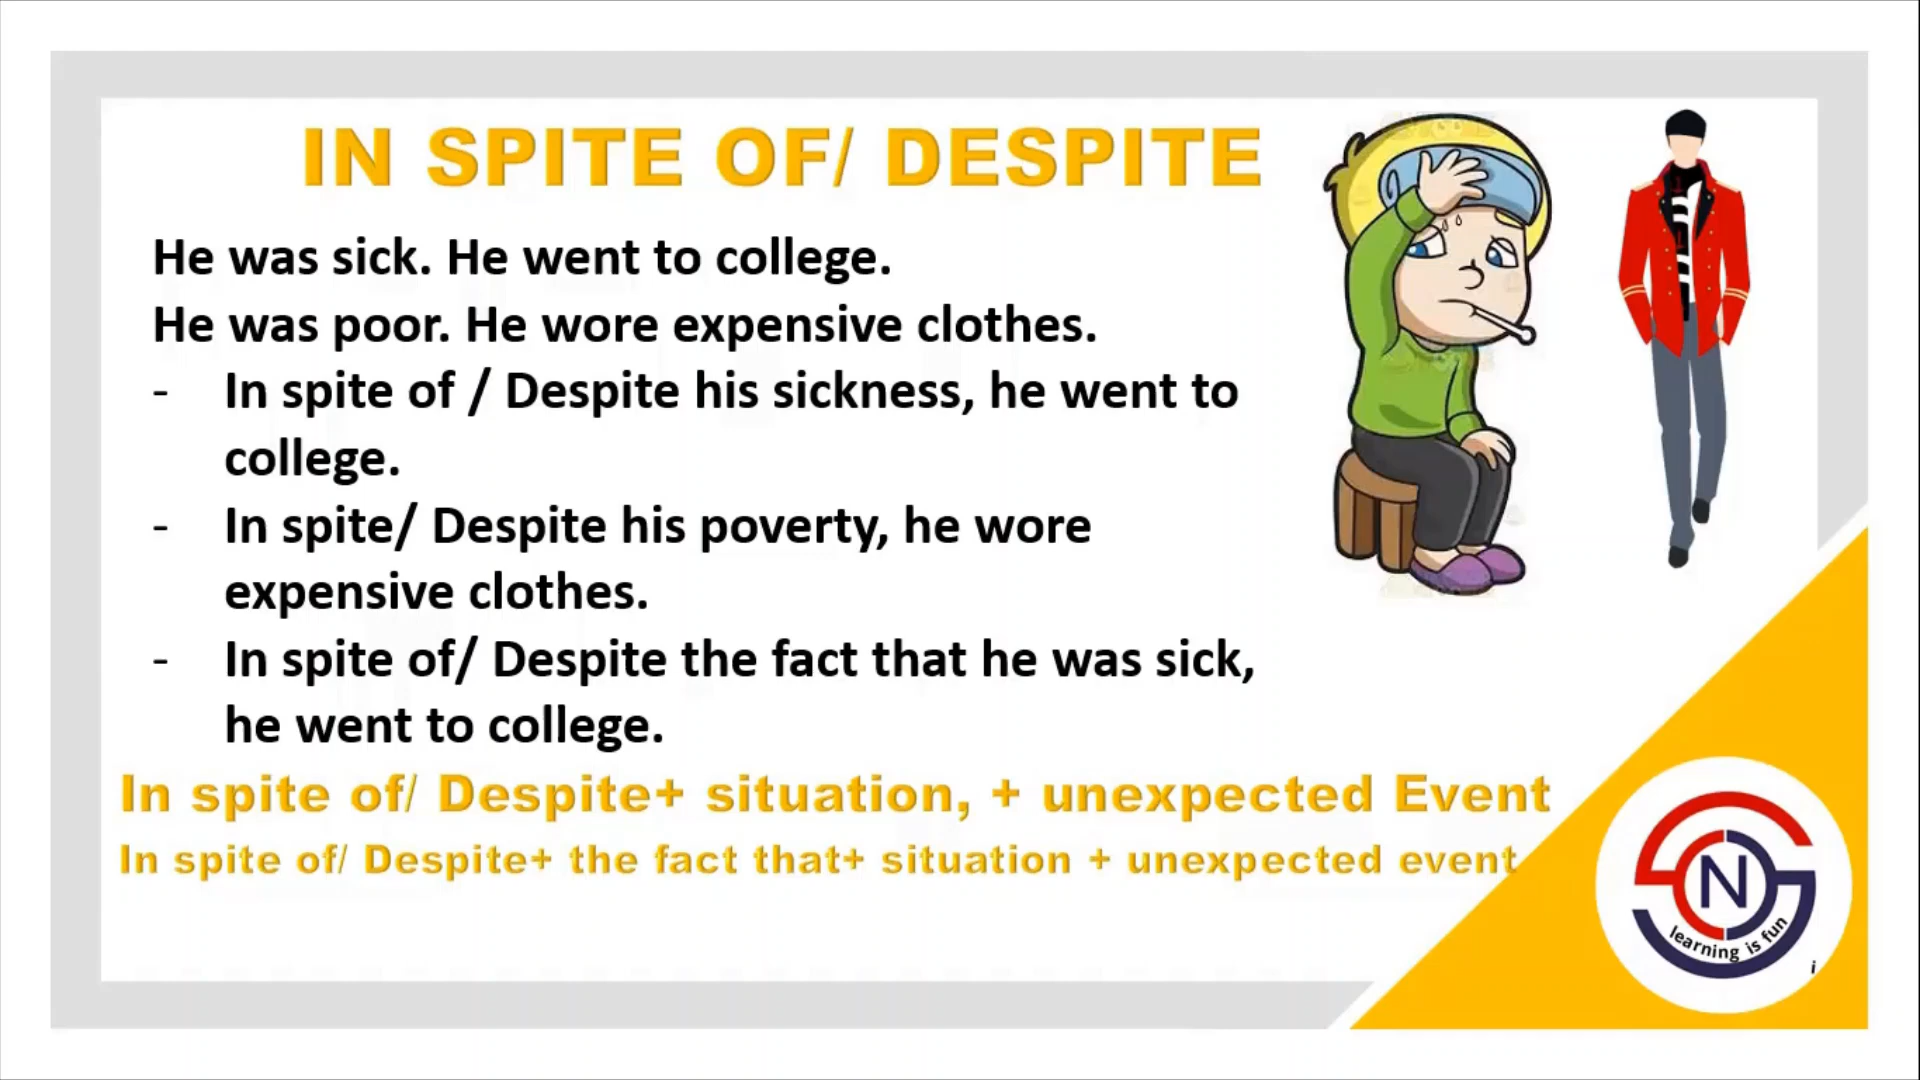 IN SPITE OF/ DESPITE
He was sick. He went to college.
He was poor. He wore expensive clothes.
- In spite of / Despite his sickness, he went to
college.
- In spite/ Despite his poverty, he wore
expensive clothes.
- In spite of/ Despite the fact that he was sick,
he went to college.
In spite of/ Despite+ situation, + unexpected Event
In spite of/ Despite+ the fact that+ situation + unexpected event
N
learning is fun
i